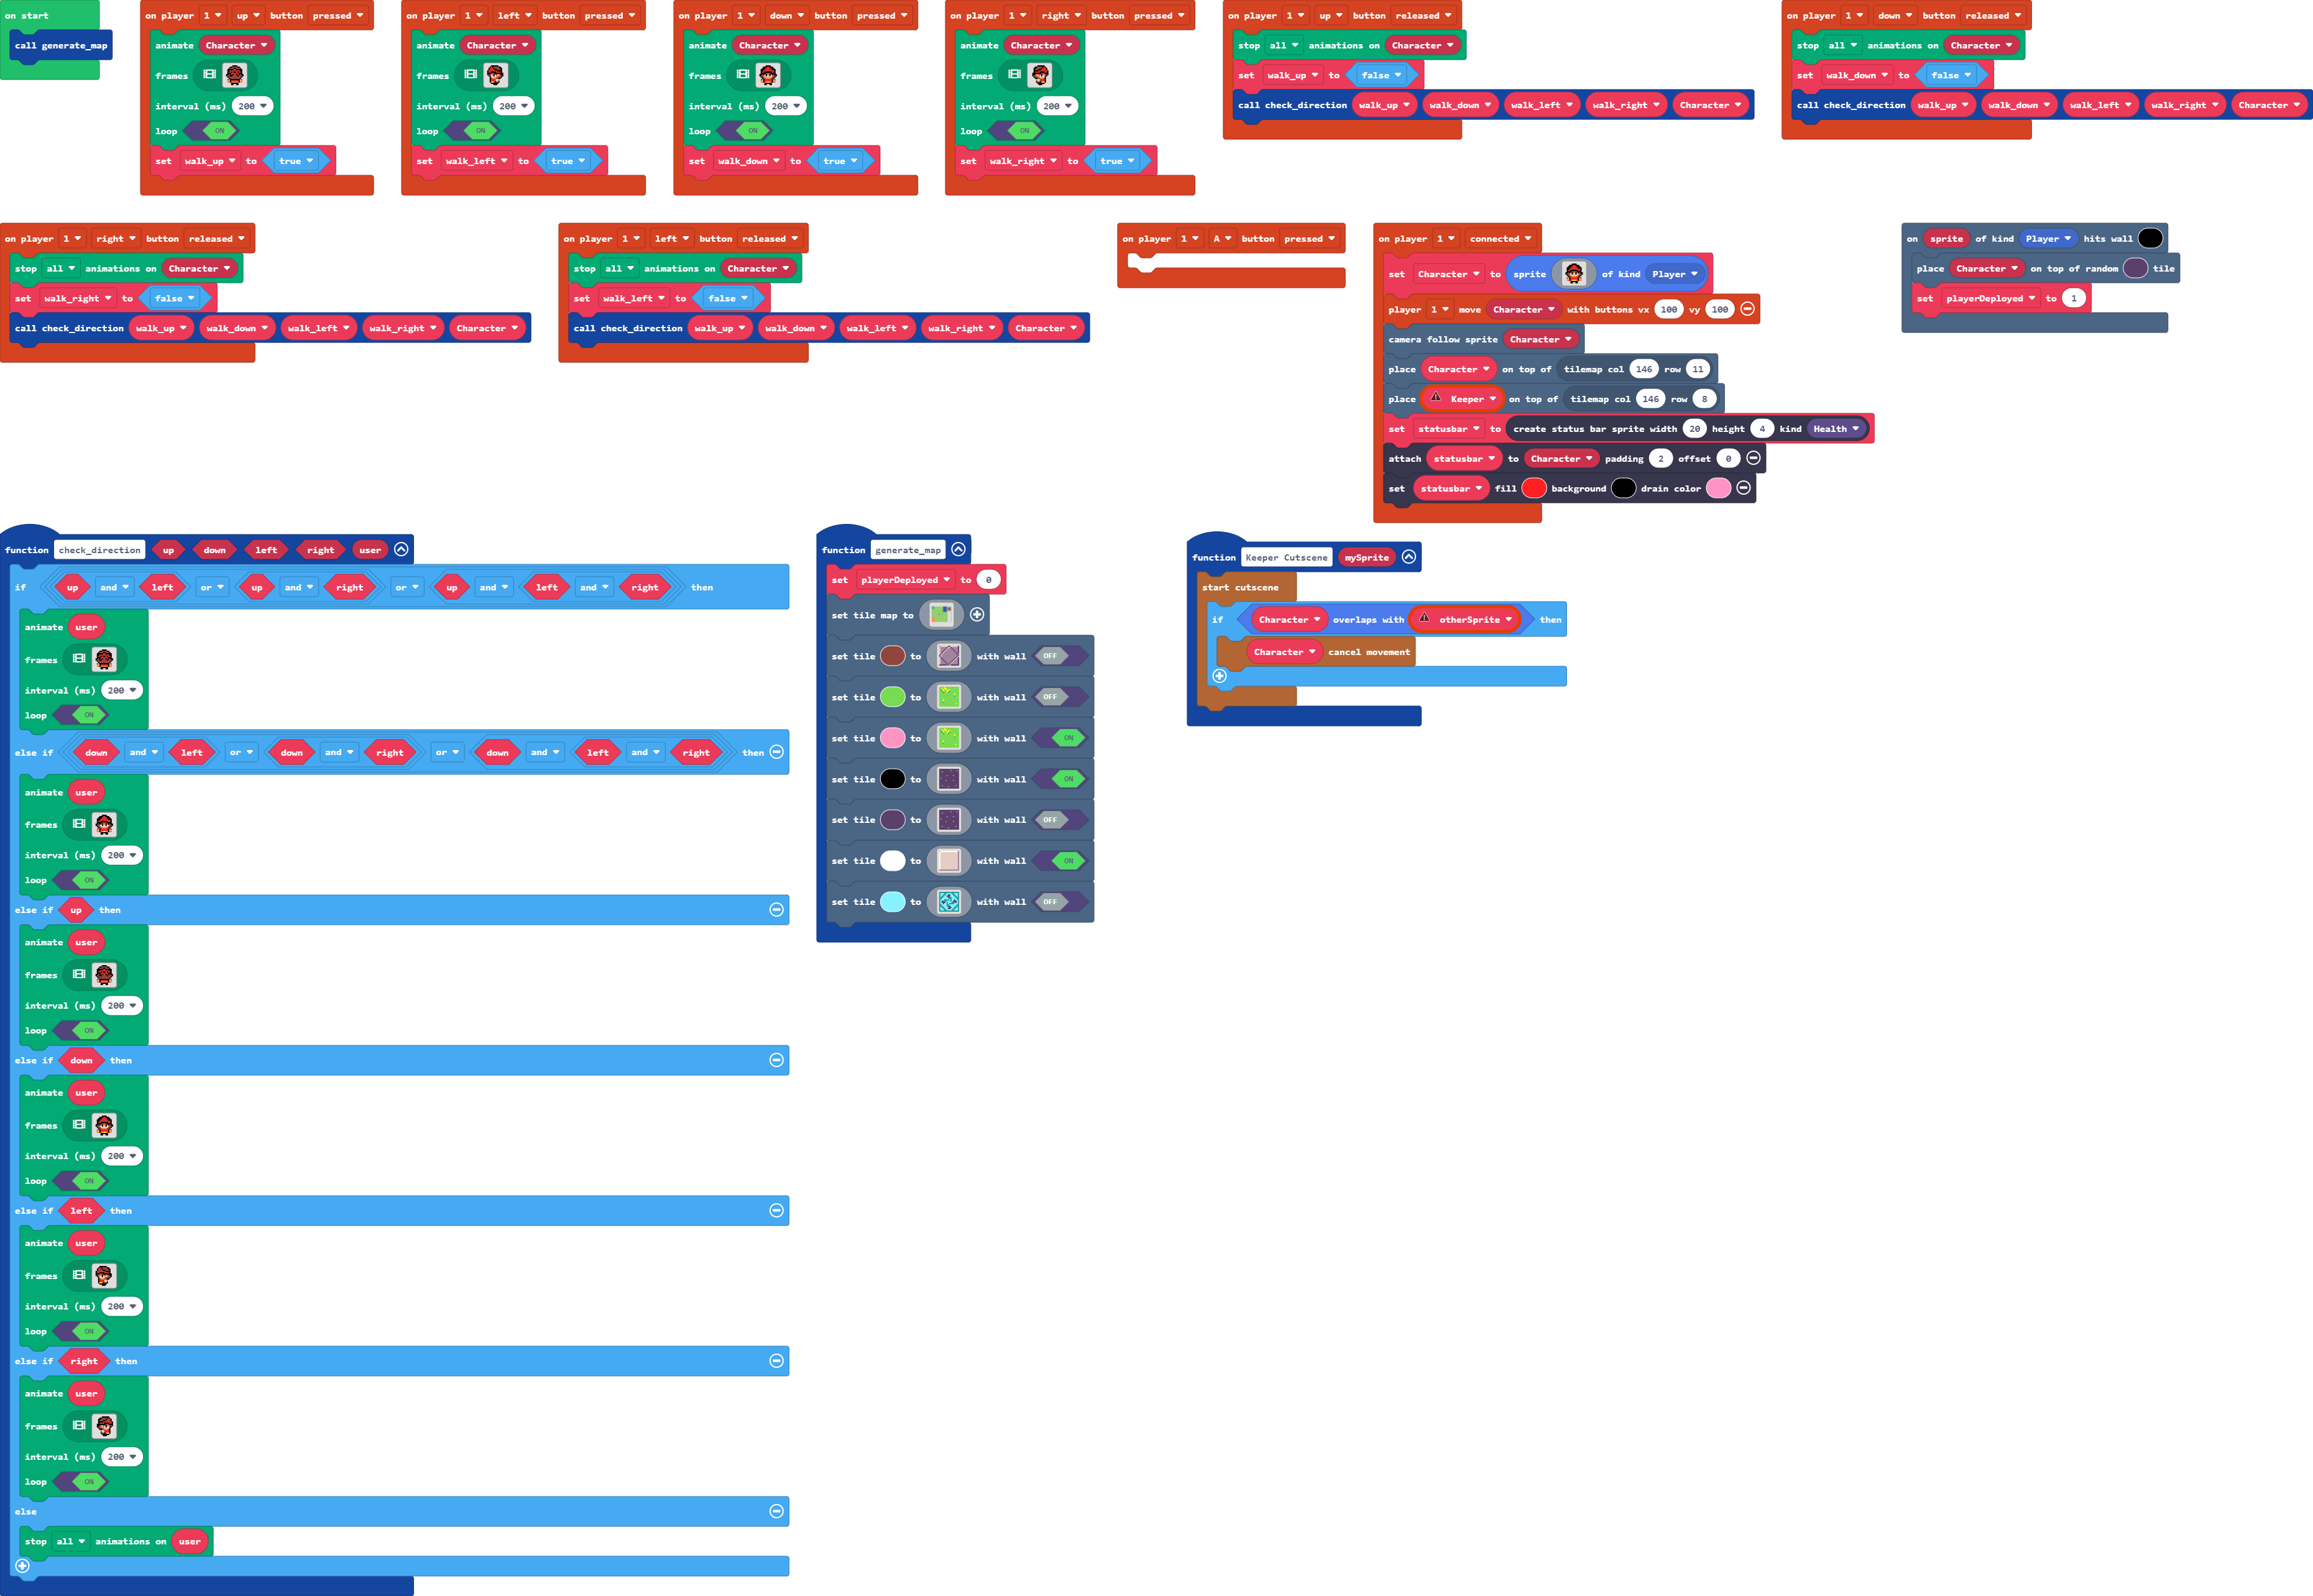 on start
call generate_map
on player 1 up button pressed
animate Character
frames
interval (ms) 200
loop ON
set walk_up to true
on player 1 left button pressed
animate Character
frames
interval (ms) 200
loop ON
set walk_left to true
on player 1 down button pressed
animate Character
frames
interval (ms) 200
loop ON
set walk_down to true
on player 1 right button pressed
animate Character
frames
interval (ms) 200
loop ON
set walk_right to true
on player 1 up button released
stop all animations on Character
set walk_up to false
call check_direction walk_up walk_down walk_left walk_right Character
on player 1 down button released
stop all animations on Character
set walk_down to false
call check_direction walk_up walk_down walk_left walk_right Character
on player 1 right button released
stop all animations on Character
set walk_right to false
call check_direction walk_up walk_down walk_left walk_right Character
on player 1 left button released
stop all animations on Character
set walk_left to false
call check_direction walk_up walk_down walk_left walk_right Character
on player 1 A button pressed
on player 1 connected
set Character to sprite of kind Player
player 1 move Character with buttons vx 100 vy 100
camera follow sprite Character
place Character on top of tilemap col 146 row 11
place Keeper on top of tilemap col 146 row 8
set statusbar to create status bar sprite width 20 height 4 kind Health
attach statusbar to Character padding 2 offset 0
set statusbar fill background drain color
on sprite of kind Player hits wall
place Character on top of random tile
set playerDeployed to 1
function check_direction up down left right user
if up and left or up and right or up and left and right then
animate user
frames
interval (ms) 200
loop ON
else if down and left or down and right or down and left and right then
animate user
frames
interval (ms) 200
loop ON
else if up then
animate user
frames
interval (ms) 200
loop ON
else if down then
animate user
frames
interval (ms) 200
loop ON
else if left then
animate user
frames
interval (ms) 200
loop ON
else if right then
animate user
frames
interval (ms) 200
loop ON
else
stop all animations on user
function generate_map
set playerDeployed to 0
set tile map to
set tile to with wall OFF
set tile to with wall OFF
set tile to with wall ON
set tile to with wall ON
set tile to with wall OFF
set tile to with wall ON
set tile to with wall OFF
function Keeper Cutscene mySprite
start cutscene
if Character overlaps with otherSprite then
Character cancel movement